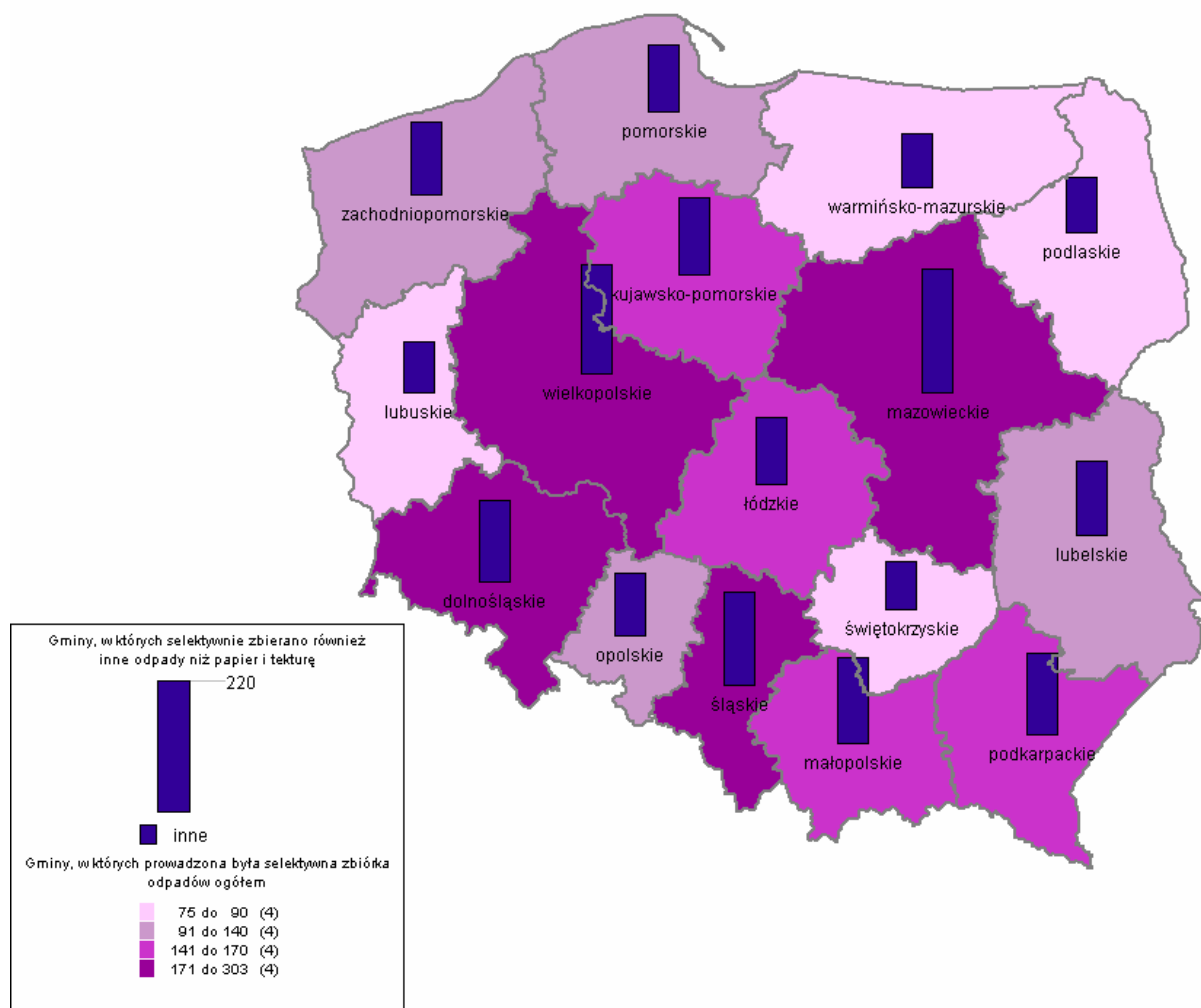 pomorskie
zachodniopomorskie
warmińsko-mazurskie
podlaskie
kujawsko-pomorskie
wielkopolskie
mazowieckie
lubuskie
łódzkie
lubelskie
dolnośląskie
opolskie
świętokrzyskie
śląskie
małopolskie
podkarpackie
Gminy, w których selektywnie zbierano również
inne odpady niż papier i tekturę
220
inne
Gminy, w których prowadzona była selektywna zbiórka
odpadów ogółem
75 do 90 (4)
91 do 140 (4)
141 do 170 (4)
171 do 303 (4)